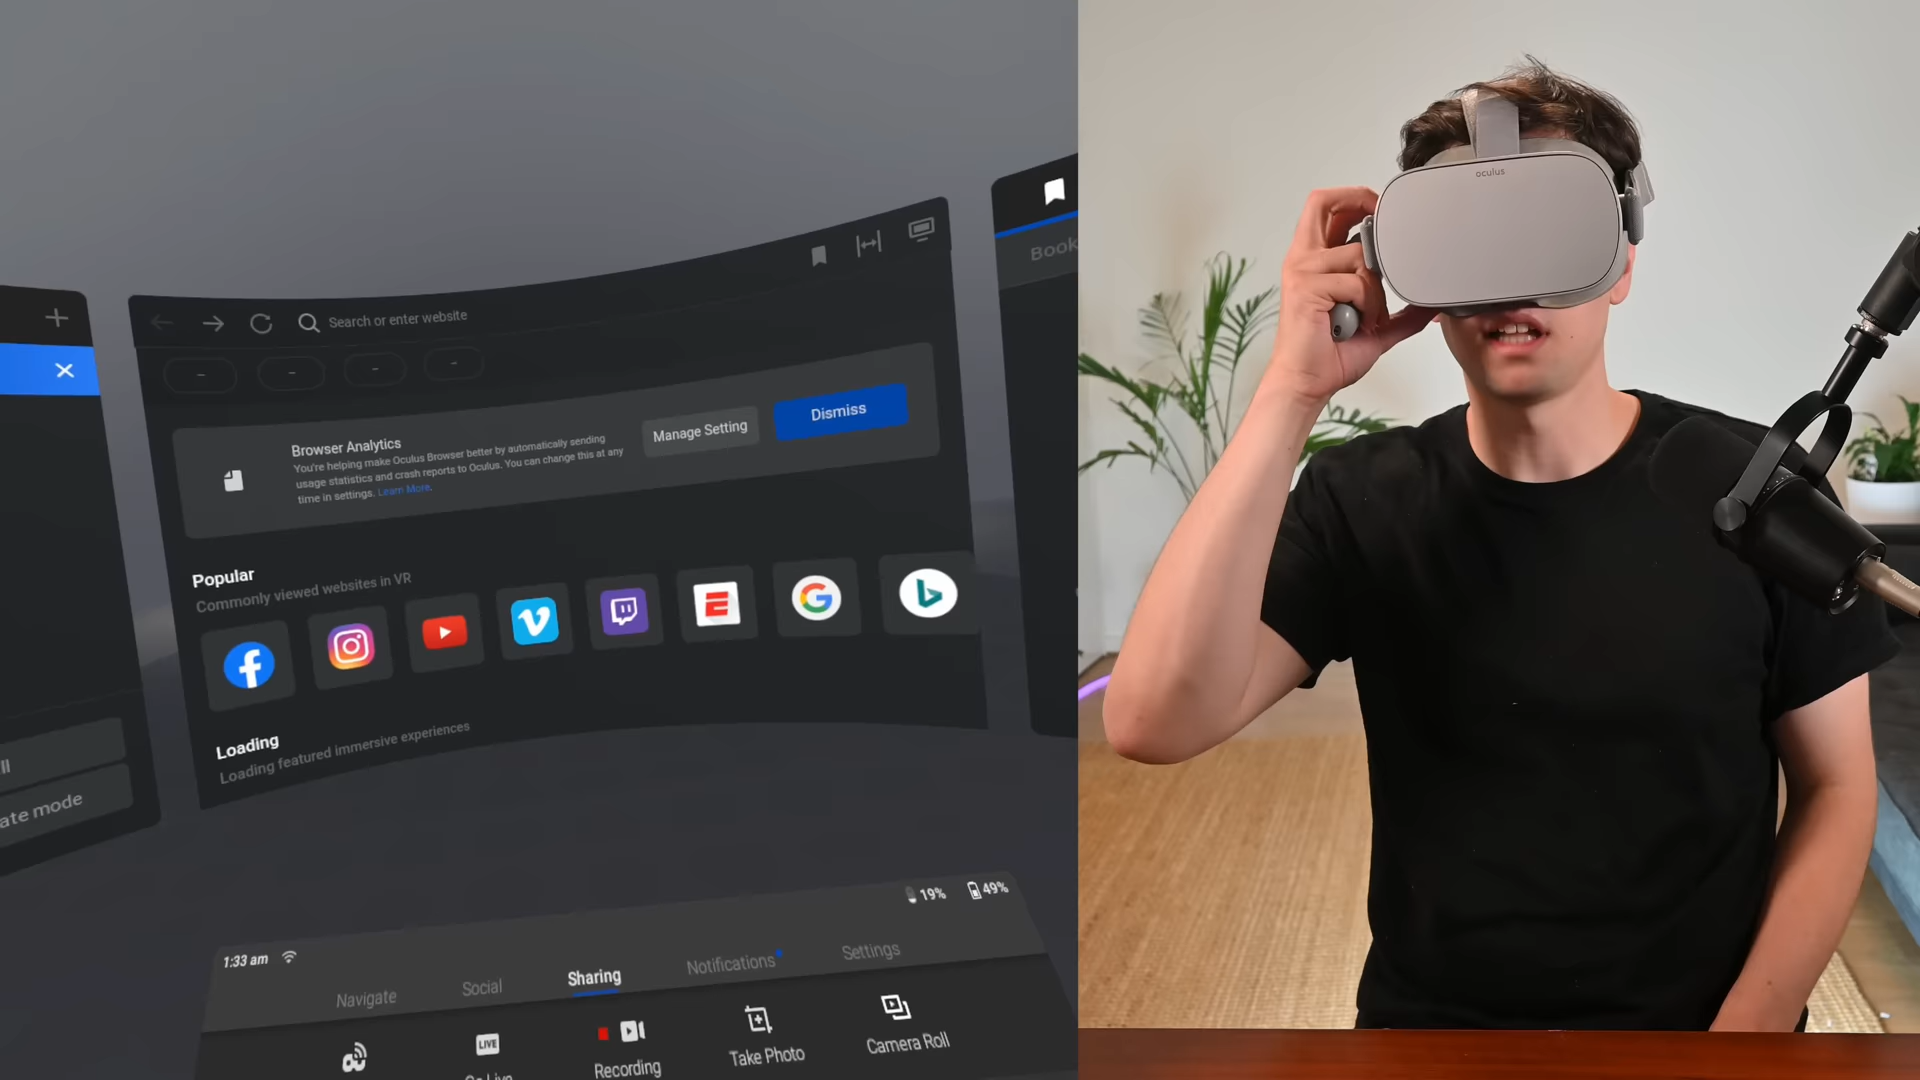 Search or enter website
Book
Browser Analytics
You're helping make Oculus Browser better by automatically sending
usage statistics and crash reports to Oculus. You can change this at any
time in settings. Learn More.
Manage Setting
Dismiss
Popular
Commonly viewed websites in VR
Loading
Loading featured immersive experiences
ll
ate mode
1:33 am
19%
49%
Navigate
Social
Sharing
Notifications
Settings
LIVE
Go Live
Recording
Take Photo
Camera Roll
oculus